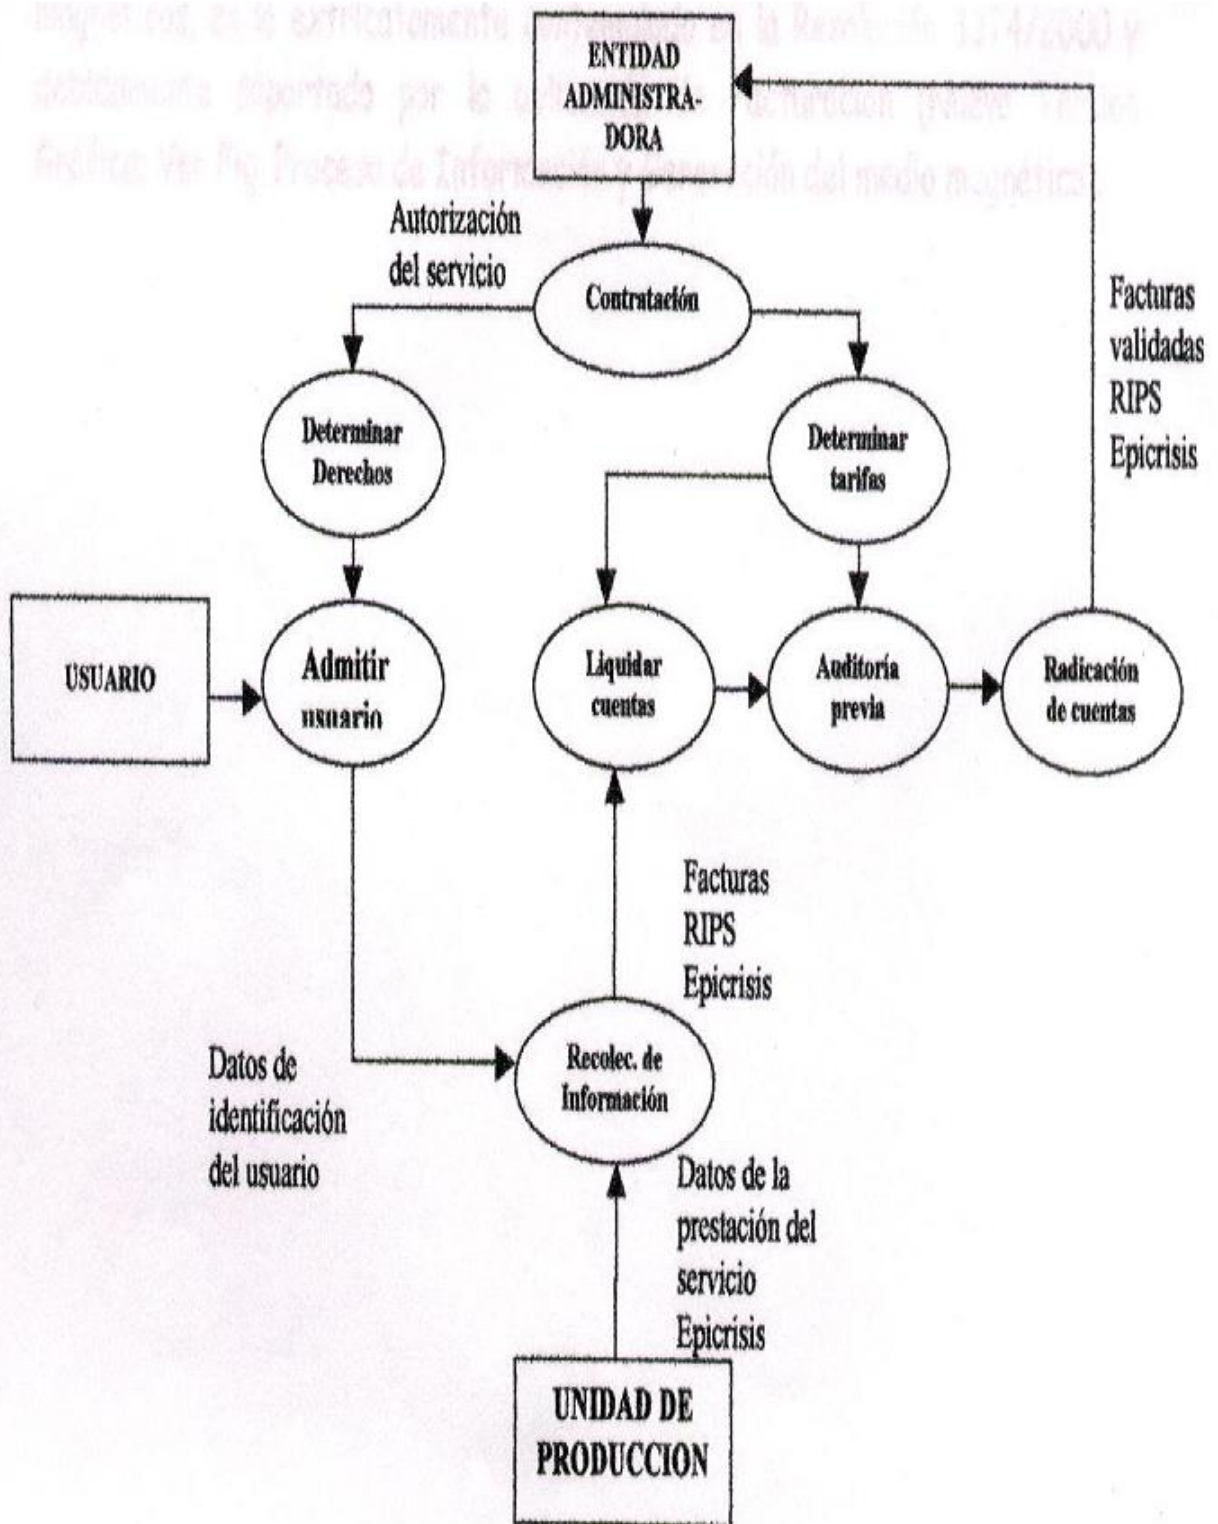 ENTIDAD
ADMINISTRA-
DORA
Autorización
del servicio
Contratación
Facturas
validadas
RIPS
Epicrisis
Determinar
Derechos
Determinar
tarifas
USUARIO
Admitir
usuario
Liquidar
cuentas
Auditoría
previa
Radicación
de cuentas
Facturas
RIPS
Epicrisis
Datos de
identificación
del usuario
Recolec. de
Información
Datos de la
prestación del
servicio
Epicrísis
UNIDAD DE
PRODUCCION